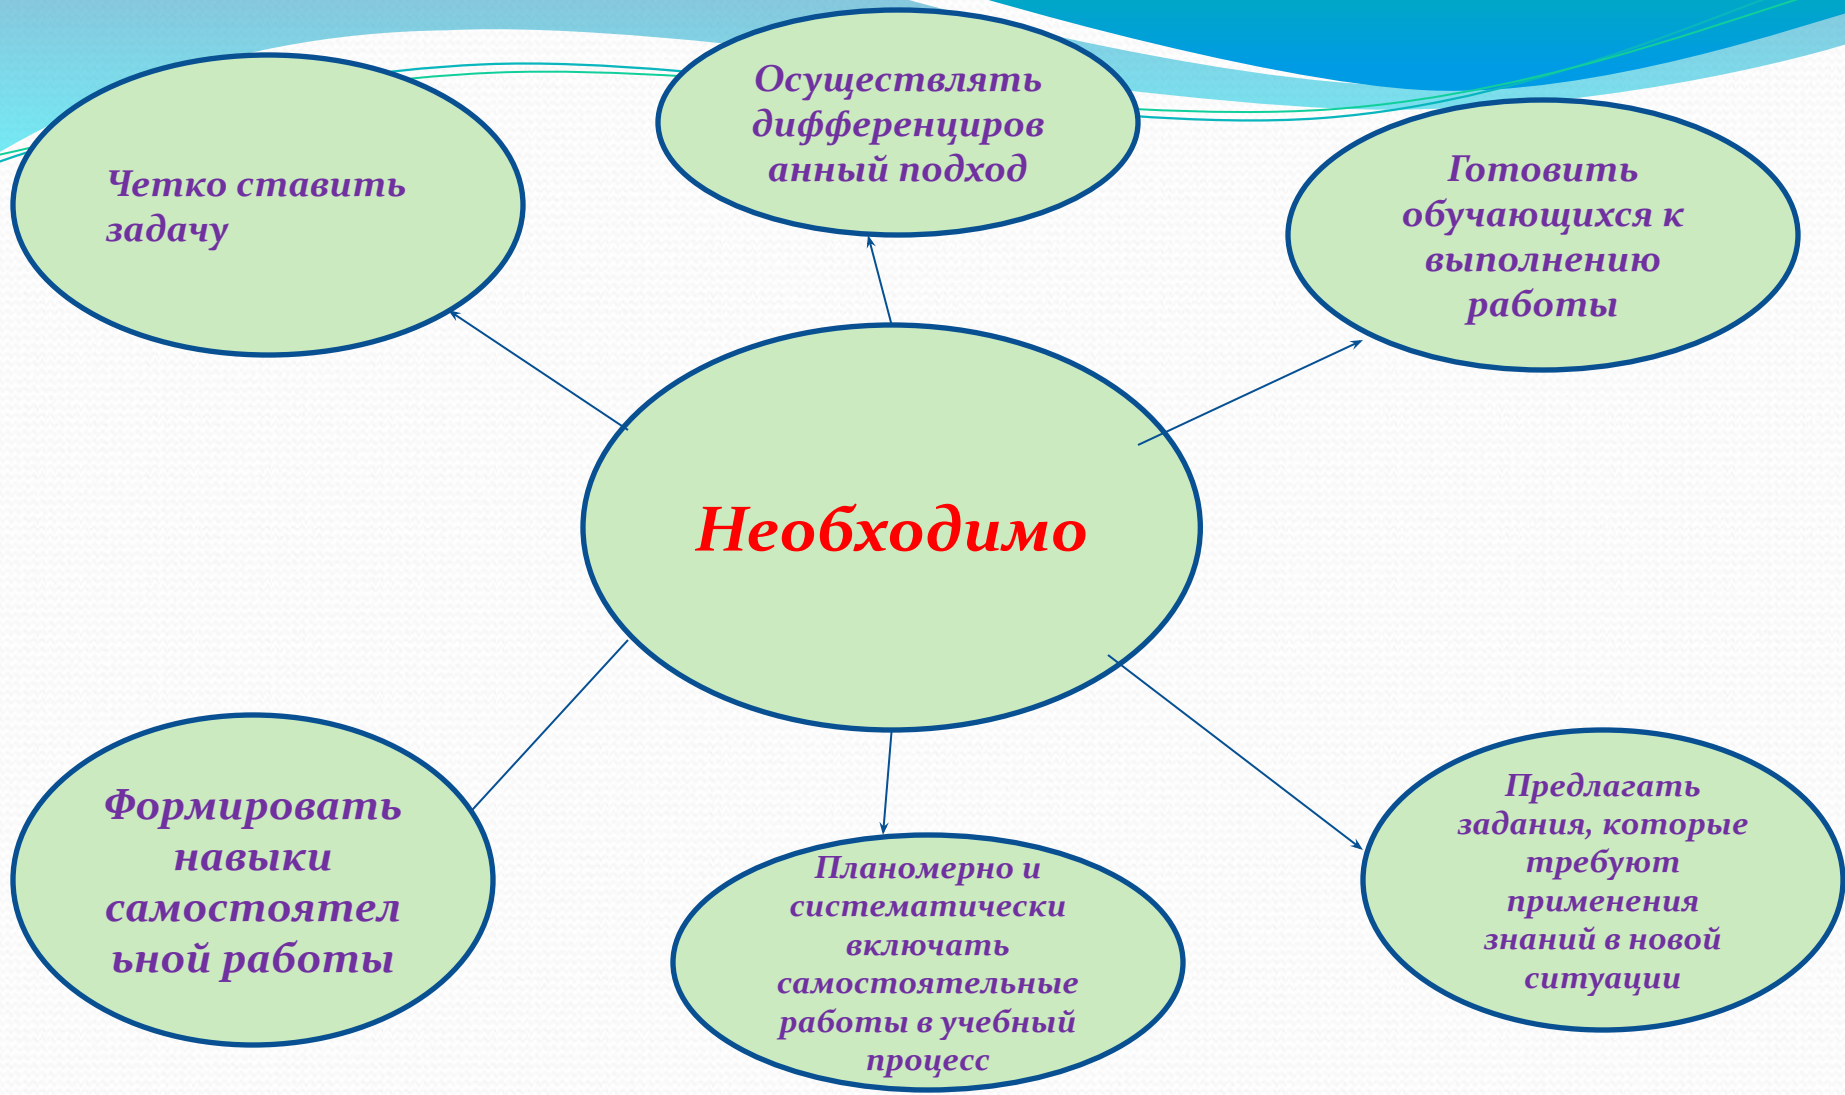 Осуществлять
дифференциров
анный подход
Четко ставить
задачу
Готовить
обучающихся к
выполнению
работы
Необходимо
Формировать
навыки
самостоятел
ьной работы
Планомерно и
систематически
включать
самостоятельные
работы в учебный
процесс
Предлагать
задания, которые
требуют
применения
знаний в новой
ситуации